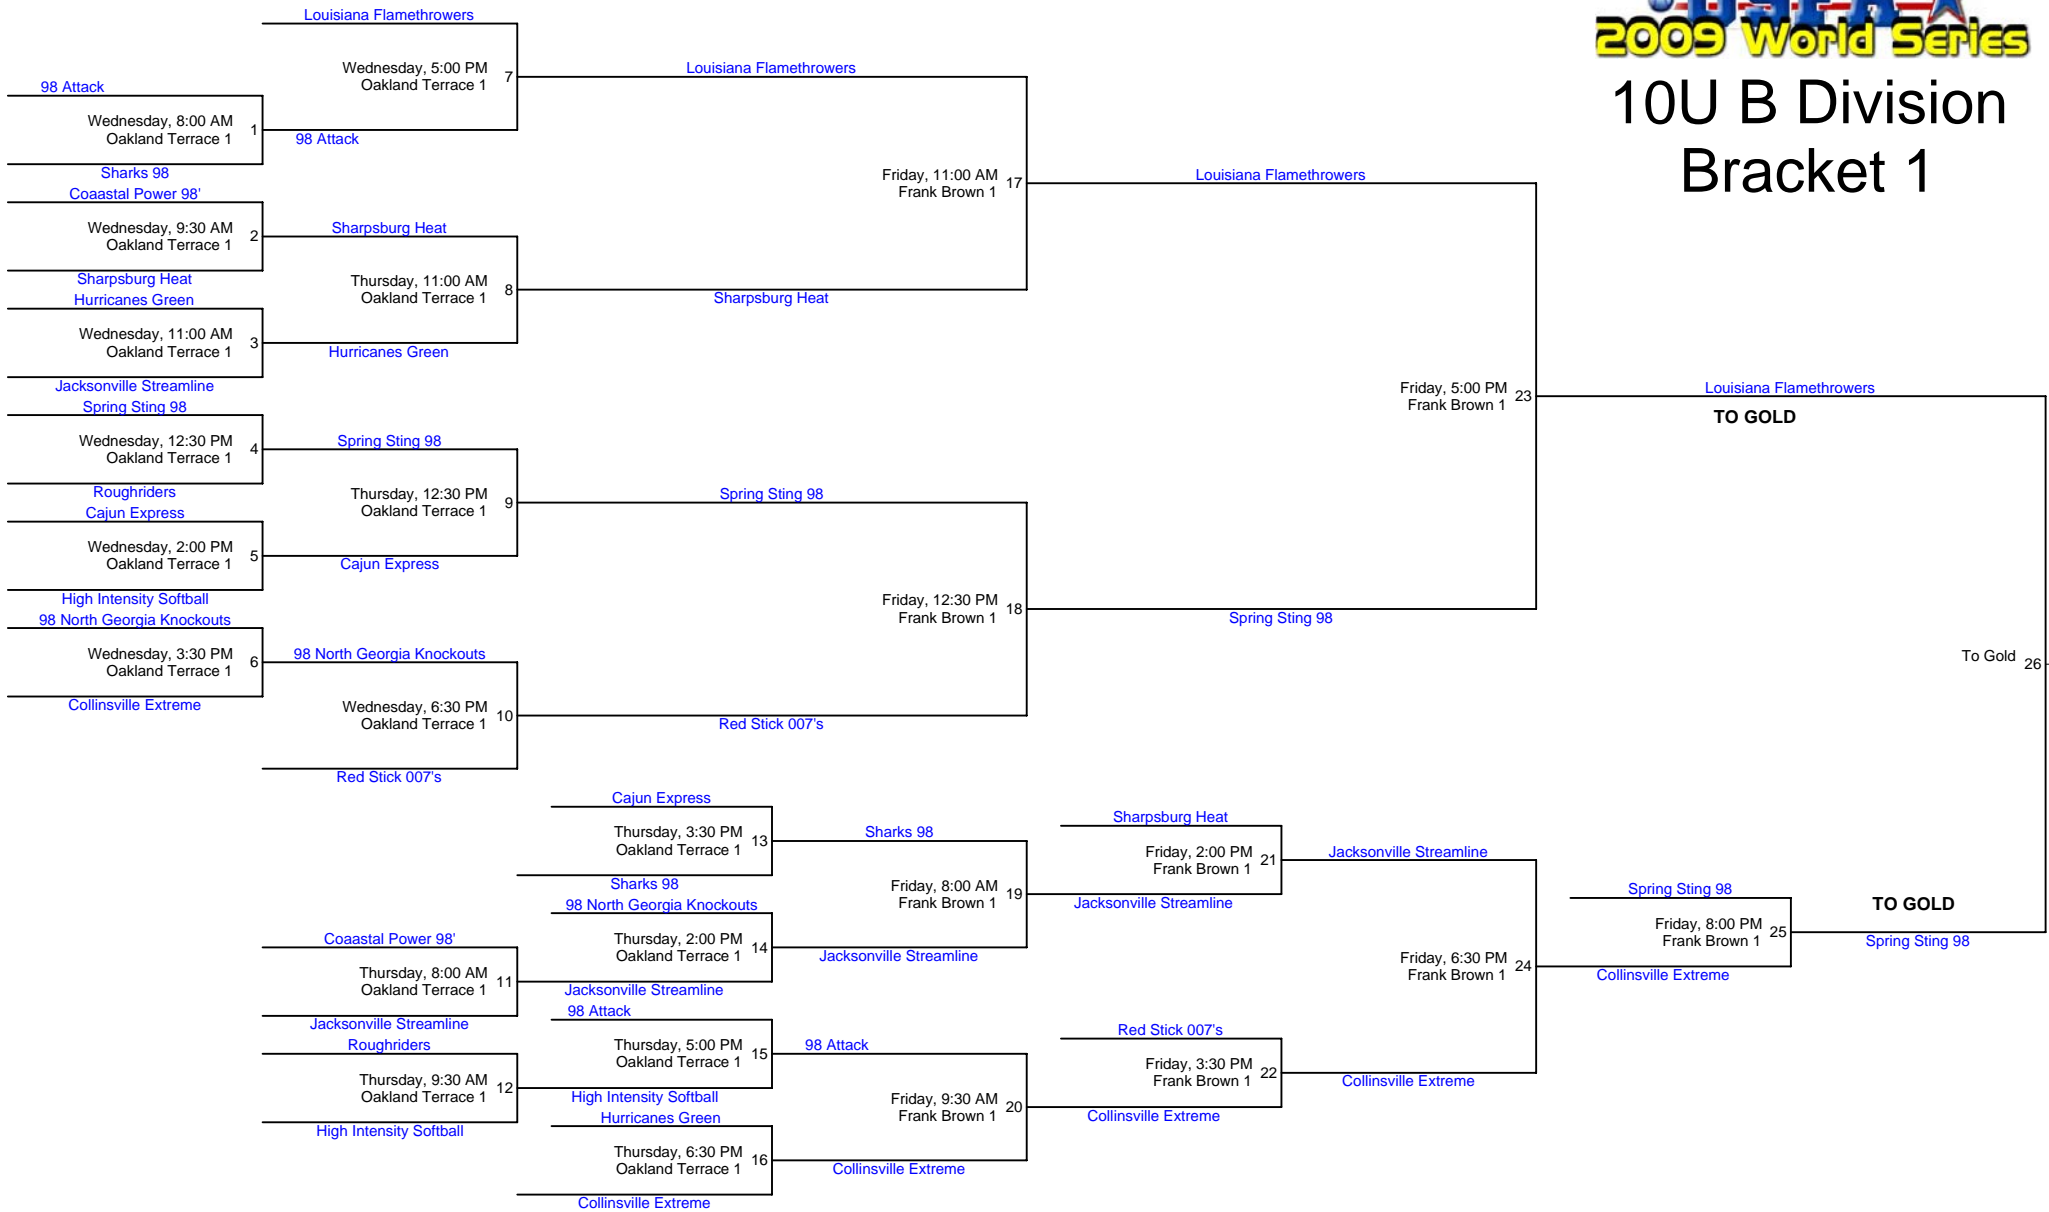 2009 World Series
10U B Division
Bracket 1
Louisiana Flamethrowers
Wednesday, 5:00 PM
Oakland Terrace 1
7
98 Attack
98 Attack
Wednesday, 8:00 AM
Oakland Terrace 1
1
Sharks 98
Coaastal Power 98'
Wednesday, 9:30 AM
Oakland Terrace 1
2
Sharpsburg Heat
Hurricanes Green
Wednesday, 11:00 AM
Oakland Terrace 1
3
Jacksonville Streamline
Spring Sting 98
Wednesday, 12:30 PM
Oakland Terrace 1
4
Roughriders
Cajun Express
Wednesday, 2:00 PM
Oakland Terrace 1
5
High Intensity Softball
98 North Georgia Knockouts
Wednesday, 3:30 PM
Oakland Terrace 1
6
Collinsville Extreme
Sharpsburg Heat
Thursday, 11:00 AM
Oakland Terrace 1
8
Hurricanes Green
Spring Sting 98
Thursday, 12:30 PM
Oakland Terrace 1
9
Cajun Express
98 North Georgia Knockouts
Wednesday, 6:30 PM
Oakland Terrace 1
10
Red Stick 007's
Louisiana Flamethrowers
Friday, 11:00 AM
Frank Brown 1
17
Sharpsburg Heat
Spring Sting 98
Friday, 12:30 PM
Frank Brown 1
18
Red Stick 007's
Louisiana Flamethrowers
Friday, 5:00 PM
Frank Brown 1
23
Spring Sting 98
Louisiana Flamethrowers
TO GOLD
To Gold
26
Coaastal Power 98'
Thursday, 8:00 AM
Oakland Terrace 1
11
Jacksonville Streamline
Roughriders
Thursday, 9:30 AM
Oakland Terrace 1
12
High Intensity Softball
Cajun Express
Thursday, 3:30 PM
Oakland Terrace 1
13
Sharks 98
98 North Georgia Knockouts
Thursday, 2:00 PM
Oakland Terrace 1
14
Jacksonville Streamline
98 Attack
Thursday, 5:00 PM
Oakland Terrace 1
15
High Intensity Softball
Hurricanes Green
Thursday, 6:30 PM
Oakland Terrace 1
16
Collinsville Extreme
Sharks 98
Friday, 8:00 AM
Frank Brown 1
19
Jacksonville Streamline
98 Attack
Friday, 9:30 AM
Frank Brown 1
20
Collinsville Extreme
Sharpsburg Heat
Friday, 2:00 PM
Frank Brown 1
21
Jacksonville Streamline
Red Stick 007's
Friday, 3:30 PM
Frank Brown 1
22
Collinsville Extreme
Jacksonville Streamline
Friday, 6:30 PM
Frank Brown 1
24
Collinsville Extreme
Spring Sting 98
Friday, 8:00 PM
Frank Brown 1
25
Collinsville Extreme
TO GOLD
Spring Sting 98